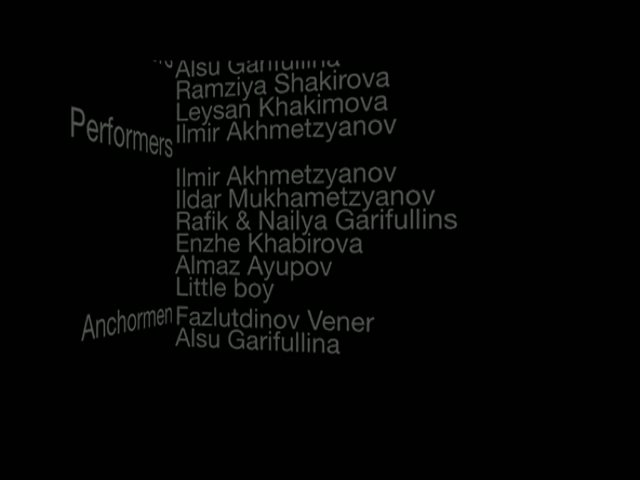 Alsu Garifullina
Ramziya Shakirova
Leysan Khakimova
Performers
Ilmir Akhmetzyanov
Ilmir Akhmetzyanov
Ildar Mukhametzyanov
Rafik & Nailya Garifullins
Enzhe Khabirova
Almaz Ayupov
Little boy
Anchormen
Fazlutdinov Vener
Alsu Garifullina